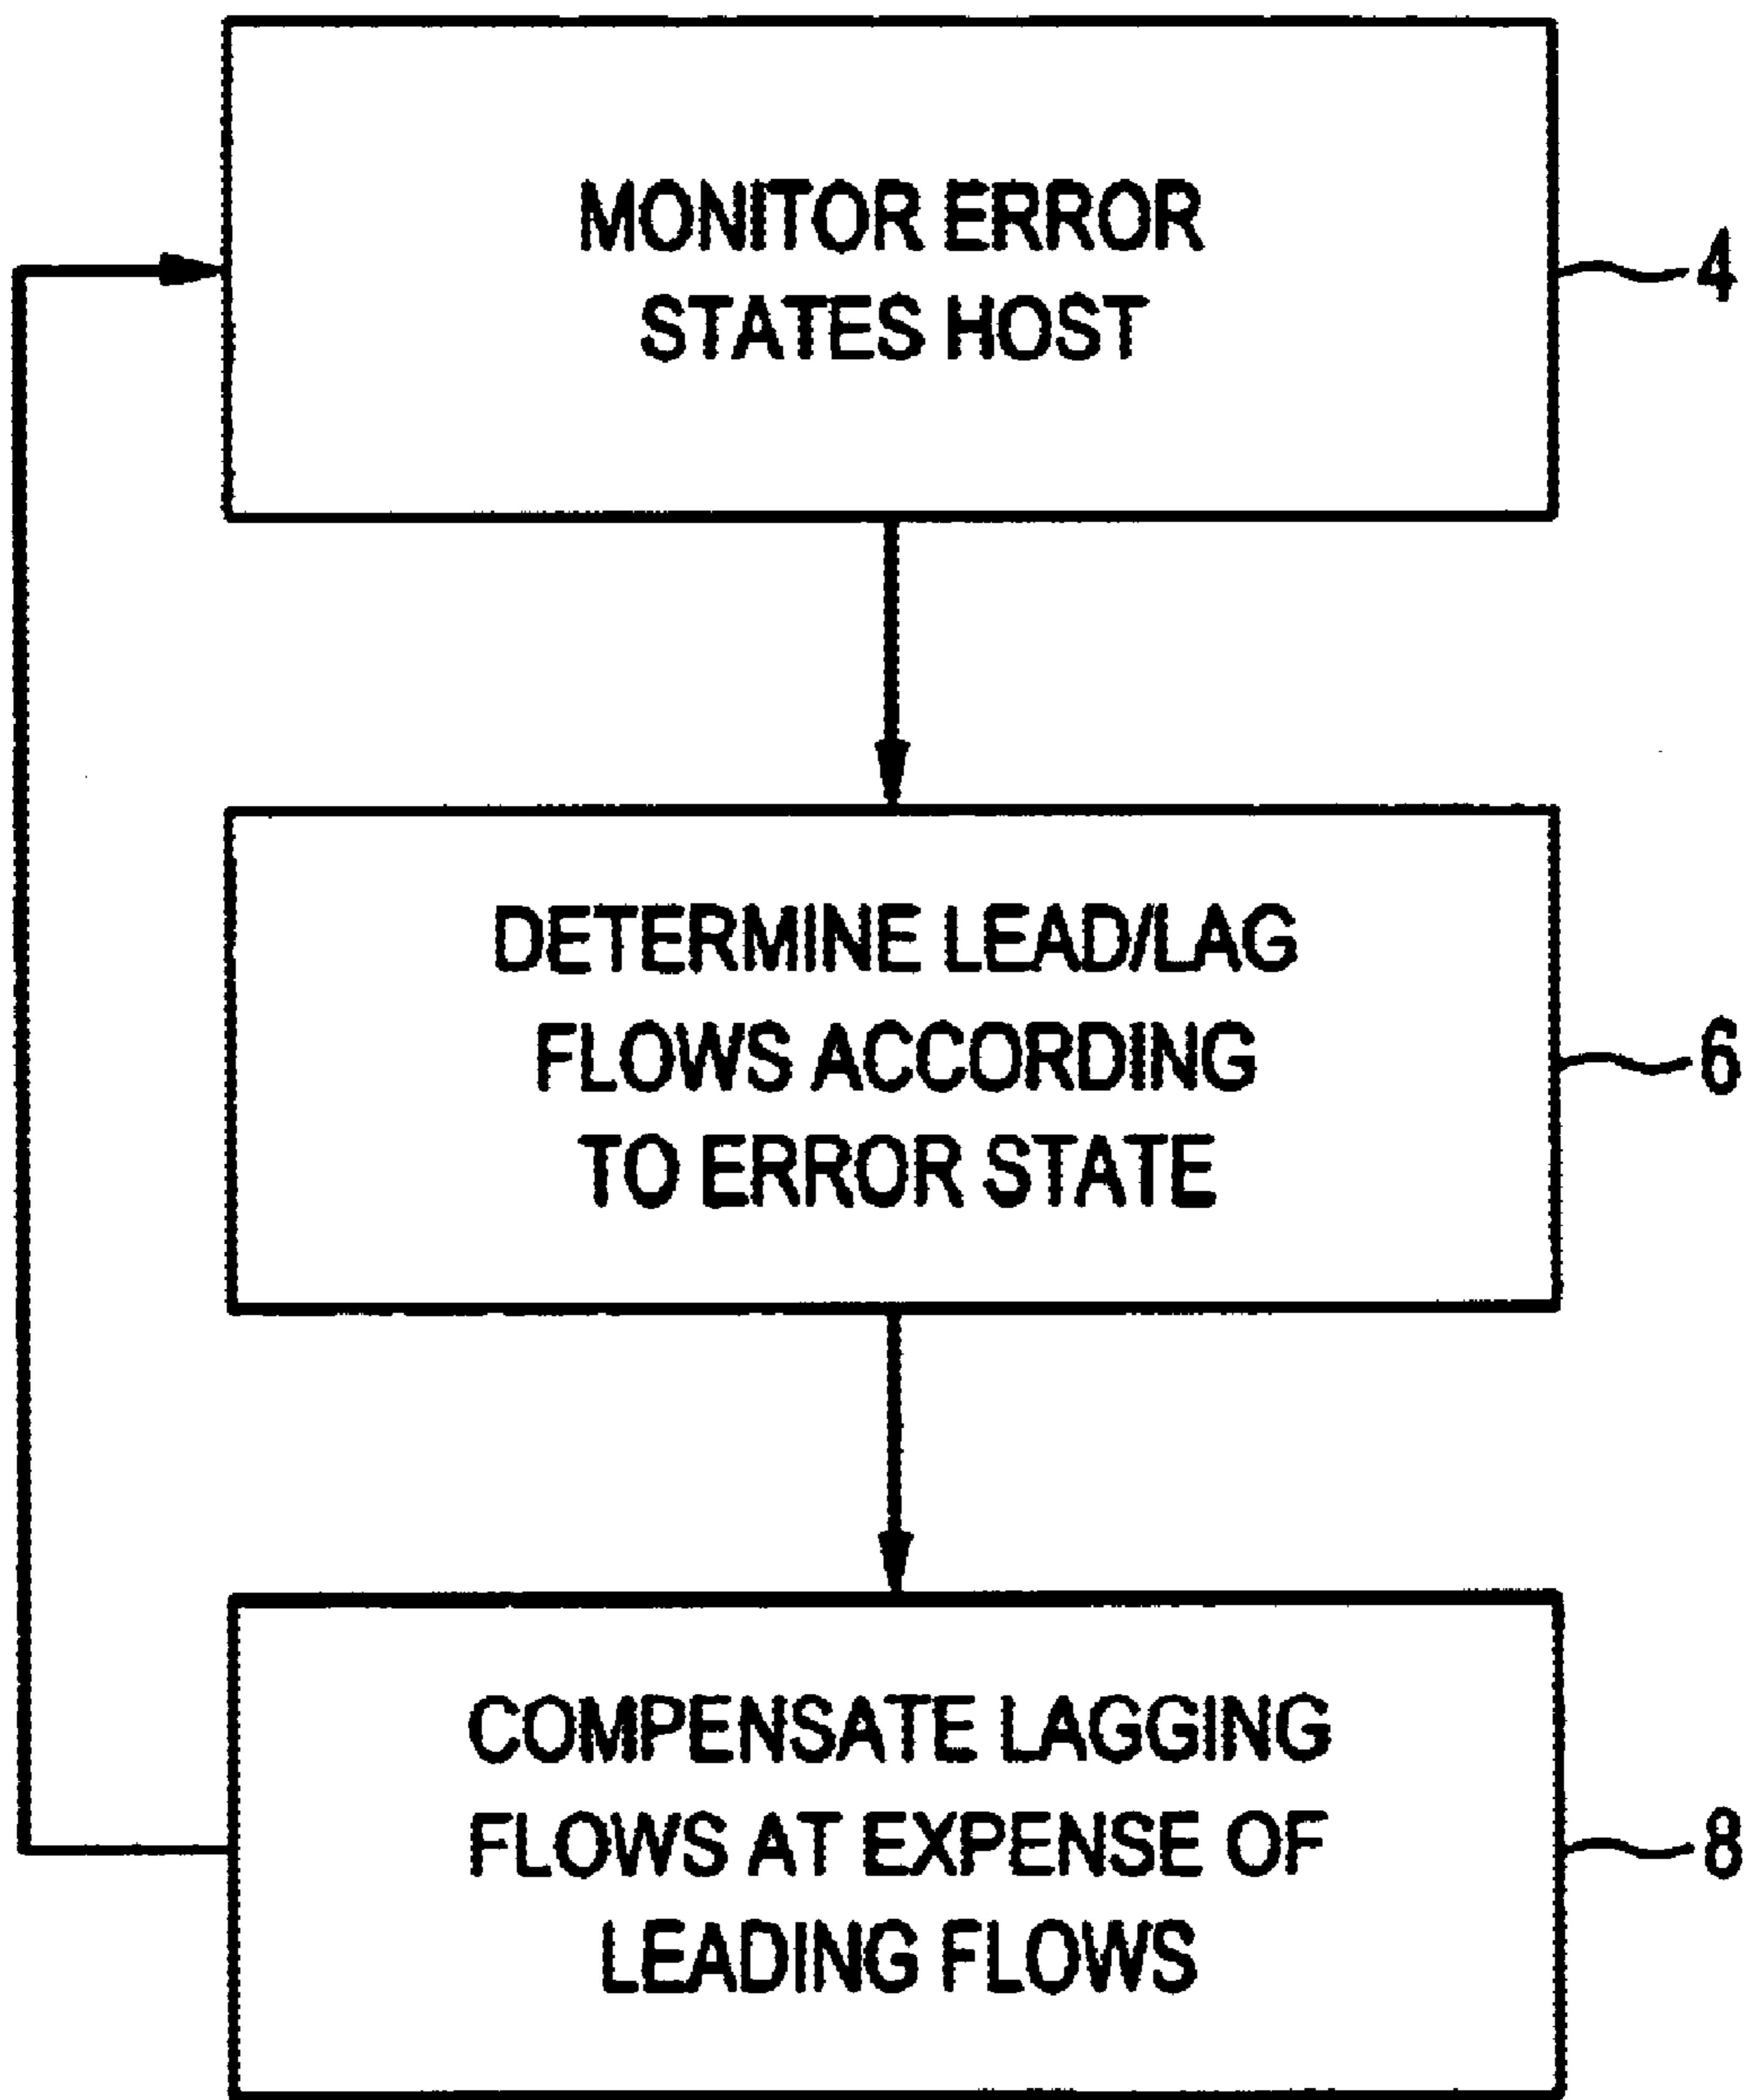 MONITOR ERROR
STATES HOST
4
DETERMINE LEAD/LAG
FLOWS ACCORDING
TO ERROR STATE
6
COMPENSATE LAGGING
FLOWS AT EXPENSE OF
LEADING FLOWS
8